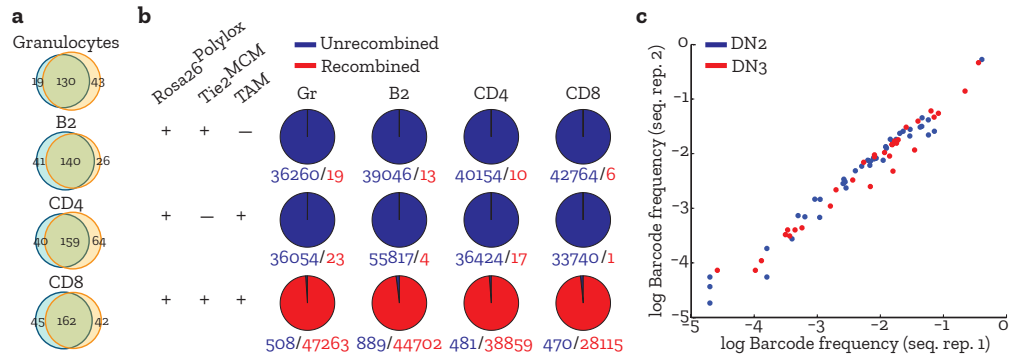 a
Granulocytes
19 130 43
B2
41 140 26
CD4
40 159 64
CD8
45 162 42
b
Rosa26Polylox
Tie2MCM
TAM
Unrecombined
Recombined
Gr B2 CD4 CD8
+ + –
36260/19 39046/13 40154/10 42764/6
+ – +
36054/23 55817/4 36424/17 33740/1
+ + +
508/47263 889/44702 481/38859 470/28115
c
DN2
DN3
log Barcode frequency (seq. rep. 2)
0
–1
–2
–3
–4
–5
–5 –4 –3 –2 –1 0
log Barcode frequency (seq. rep. 1)